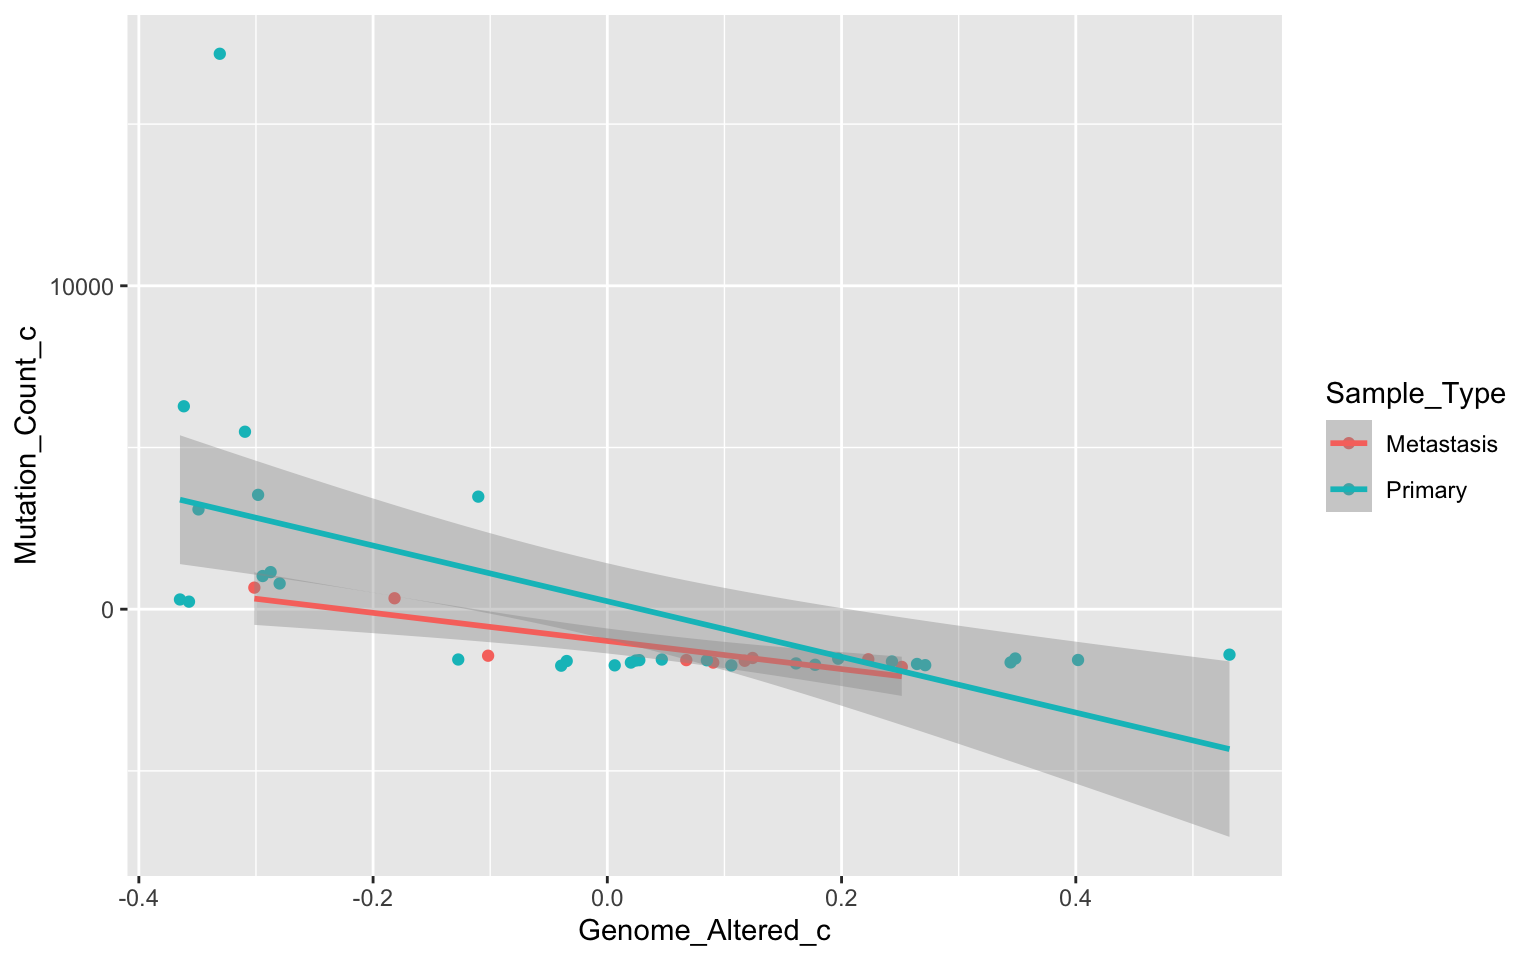 Mutation_Count_c
10000
0
-0.4
-0.2
0.0
0.2
0.4
Genome_Altered_c
Sample_Type
Metastasis
Primary